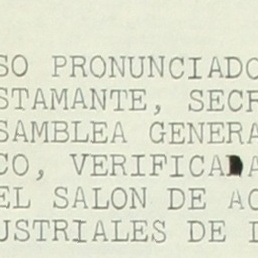 SO PRONUNCIADO
STAMANTE, SECR
SAMBLEA GENERA
CO, VERIFICADA
EL SALON DE AC
USTRIALES DE L